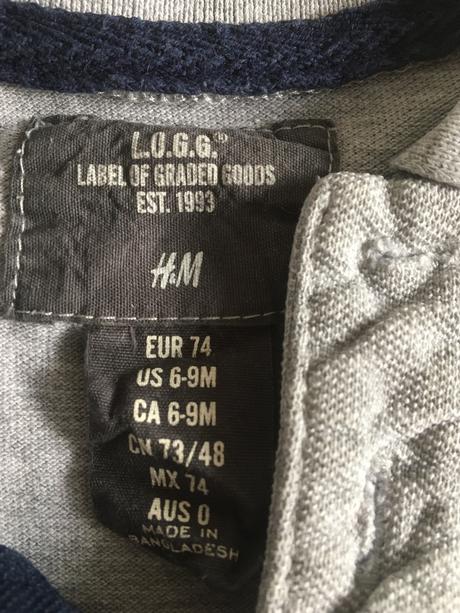 L.O.G.G.®
LABEL OF GRADED GOODS
EST. 1993
H&M
EUR 74
US 6-9M
CA 6-9M
CN 73/48
MX 74
AUS 0
MADE IN
BANGLADESH